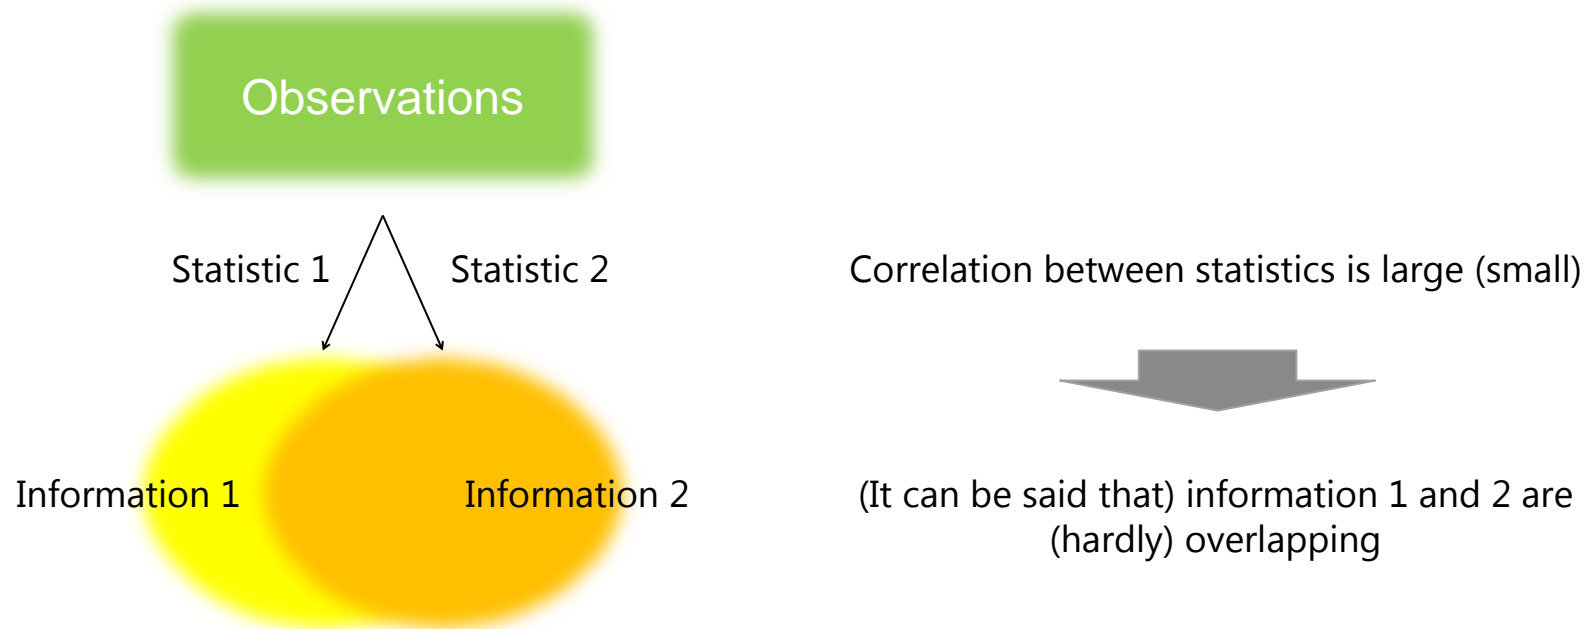 Observations
Statistic 1
Statistic 2
Correlation between statistics is large (small)
Information 1
Information 2
(It can be said that) information 1 and 2 are
(hardly) overlapping